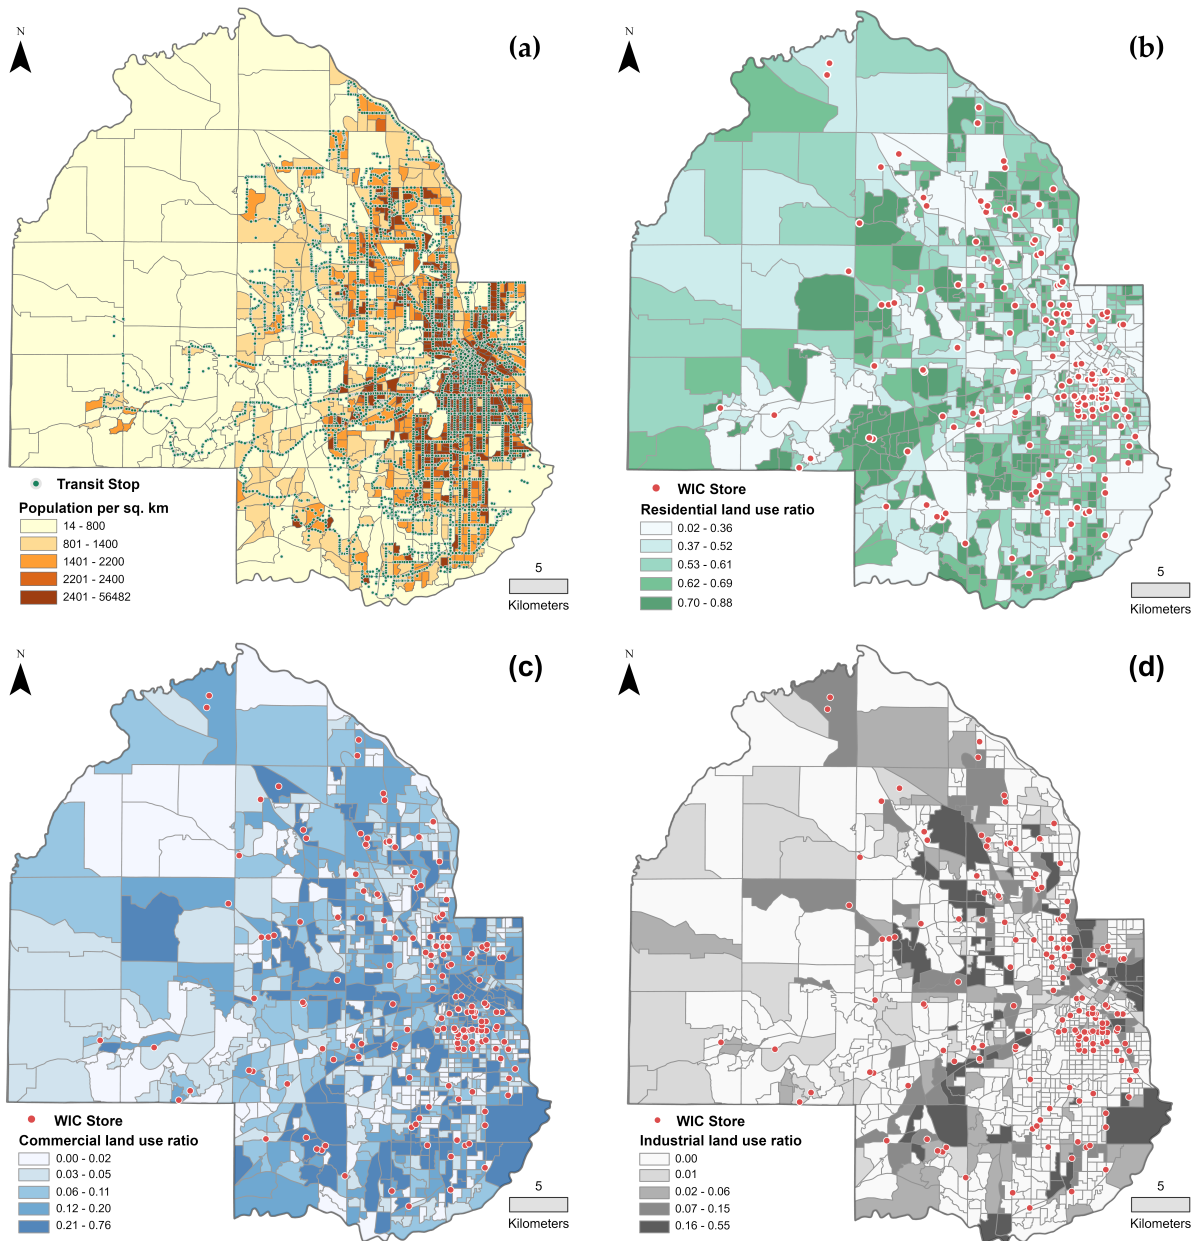 N
(a)
Transit Stop
Population per sq. km
14 - 800
801 - 1400
1401 - 2200
2201 - 2400
2401 - 56482
5
Kilometers
N
(b)
WIC Store
Residential land use ratio
0.02 - 0.36
0.37 - 0.52
0.53 - 0.61
0.62 - 0.69
0.70 - 0.88
5
Kilometers
N
(c)
WIC Store
Commercial land use ratio
0.00 - 0.02
0.03 - 0.05
0.06 - 0.11
0.12 - 0.20
0.21 - 0.76
5
Kilometers
N
(d)
WIC Store
Industrial land use ratio
0.00
0.01
0.02 - 0.06
0.07 - 0.15
0.16 - 0.55
5
Kilometers